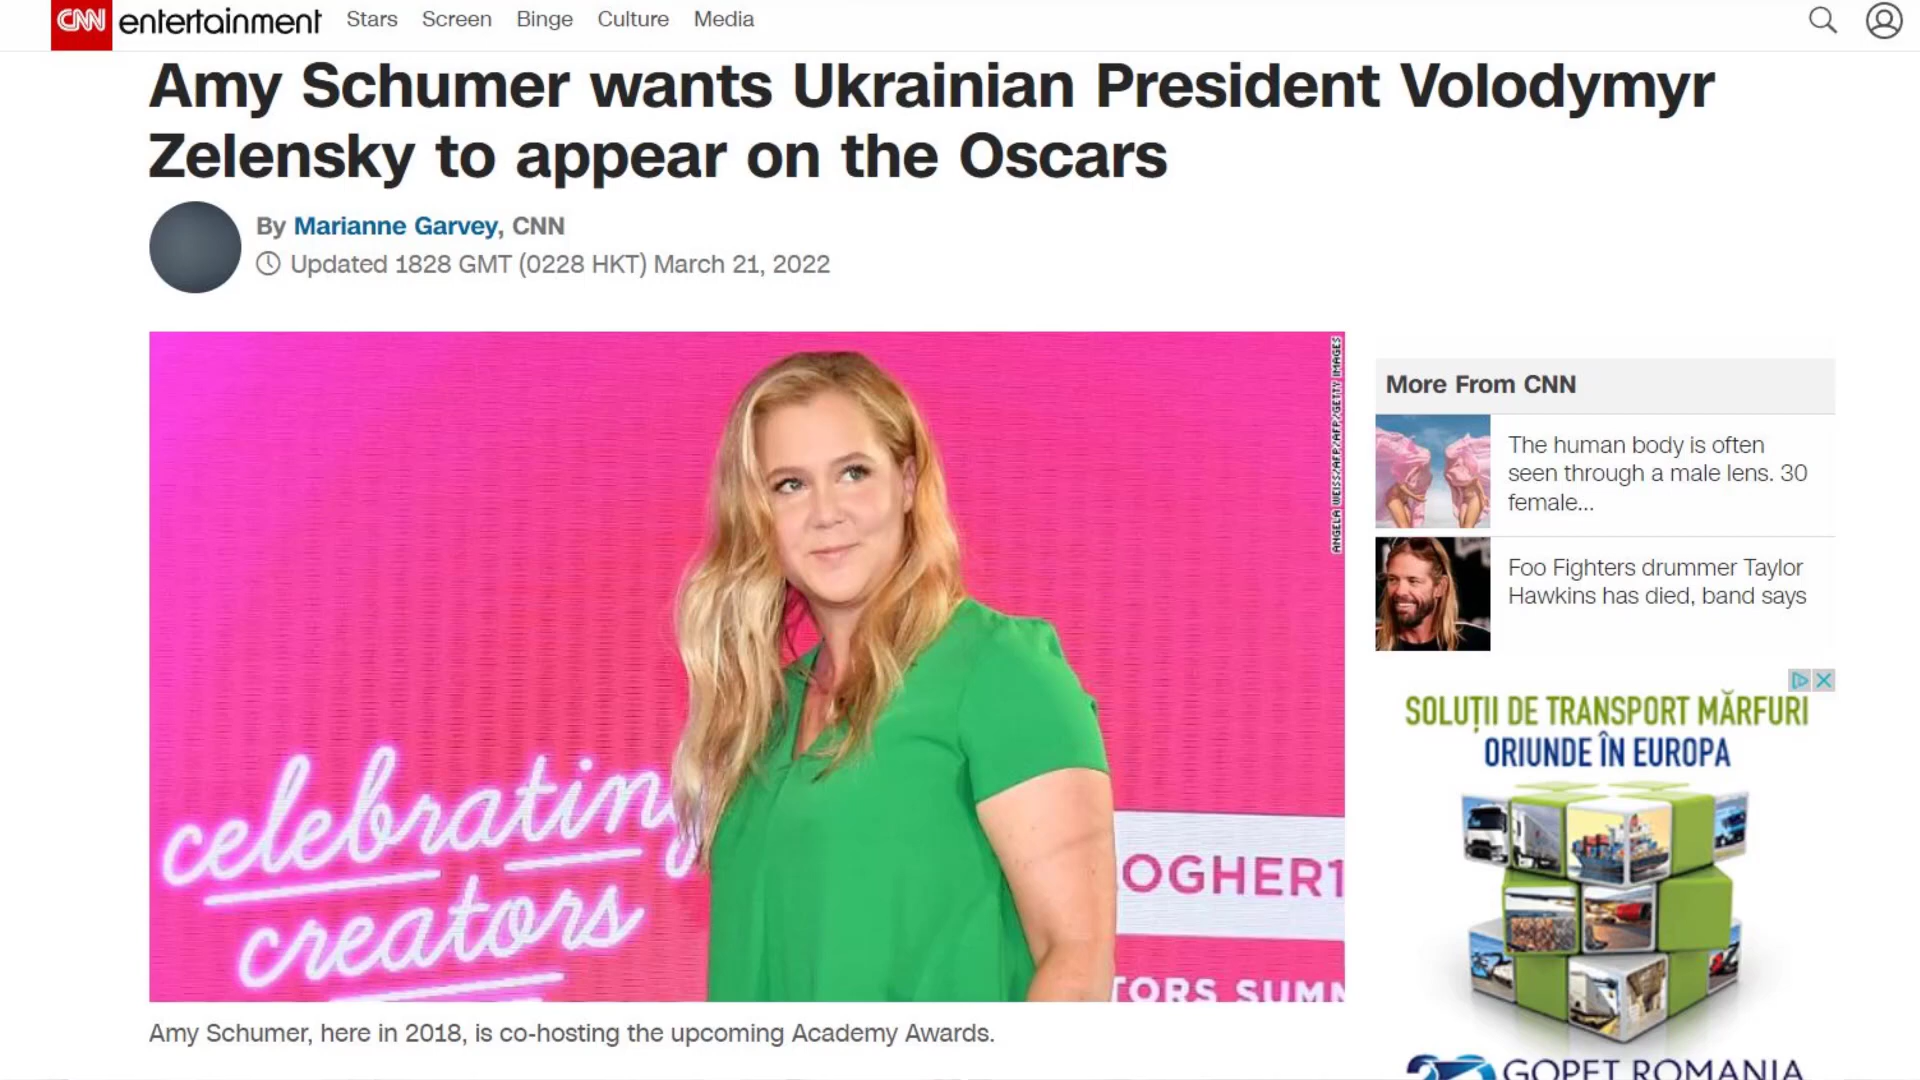 CNN entertainment Stars Screen Binge Culture Media
Amy Schumer wants Ukrainian President Volodymyr
Zelensky to appear on the Oscars
By Marianne Garvey, CNN
Updated 1828 GMT (0228 HKT) March 21, 2022
ANGELA WEISS/AFP/AFP/GETTY IMAGES
celebrating
creators
OGHER1
TORS SUMM
Amy Schumer, here in 2018, is co-hosting the upcoming Academy Awards.
More From CNN
The human body is often
seen through a male lens. 30
female...
Foo Fighters drummer Taylor
Hawkins has died, band says
SOLUȚII DE TRANSPORT MĂRFURI
ORIUNDE ÎN EUROPA
GOPET ROMANIA